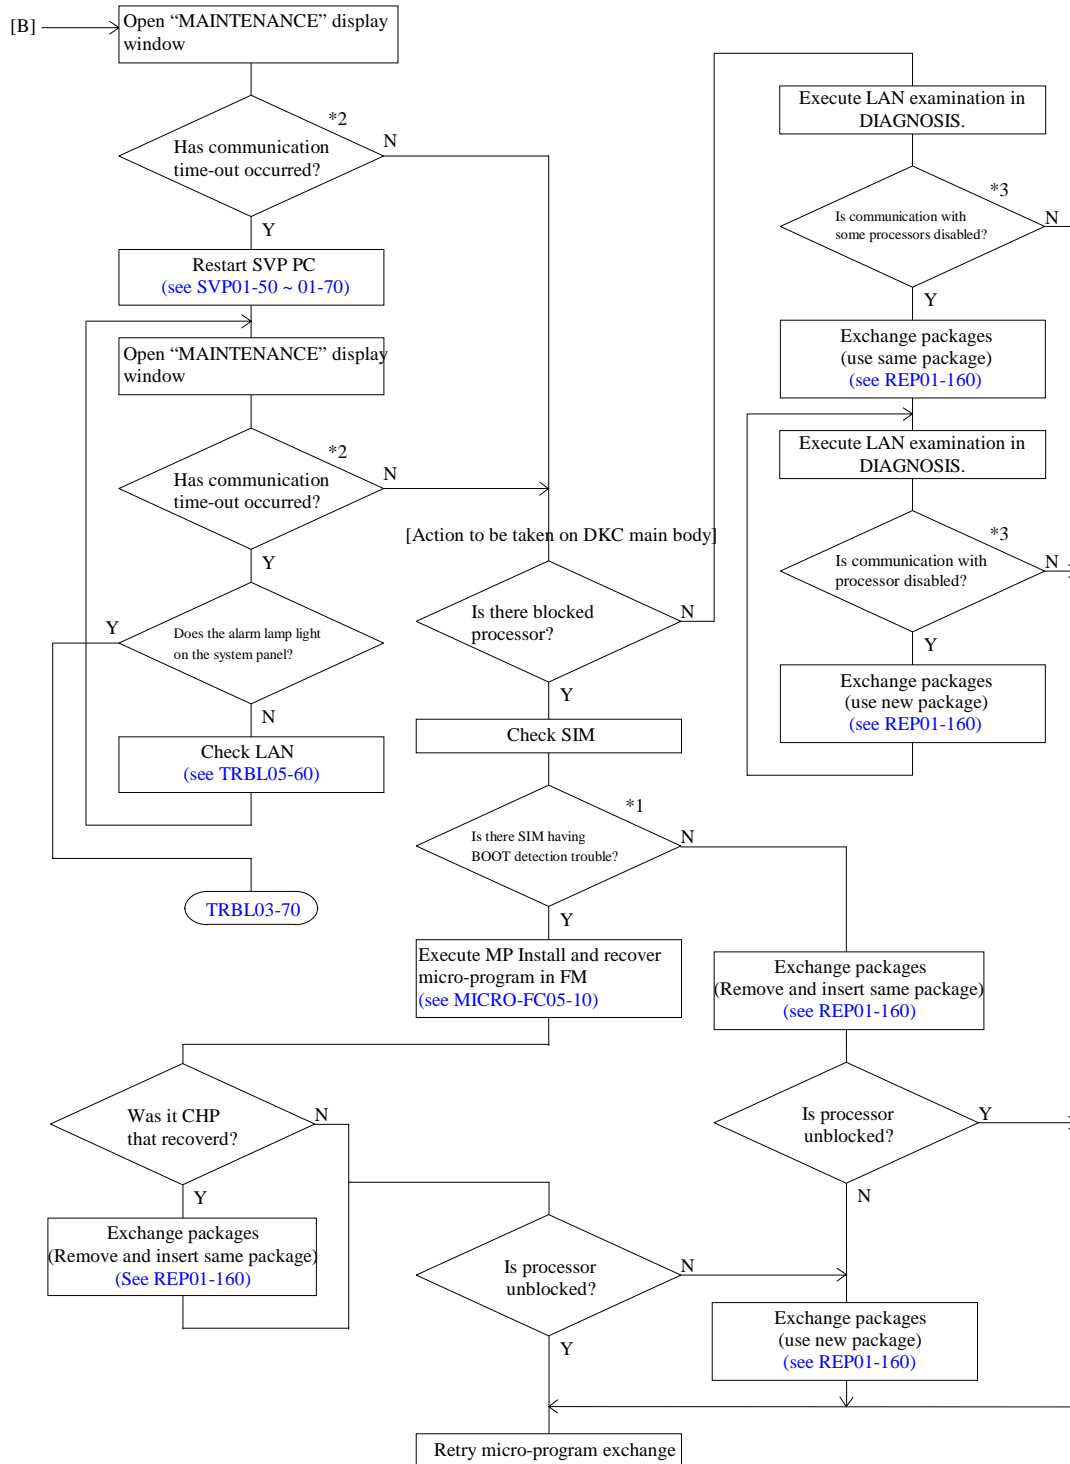 [B]
Open “MAINTENANCE” display
window
*2
Has communication
time-out occurred?
N
Y
Restart SVP PC
(see SVP01-50 ~ 01-70)
Open “MAINTENANCE” display
window
*2
Has communication
time-out occurred?
N
Y
Y
Does the alarm lamp light
on the system panel?
N
Check LAN
(see TRBL05-60)
TRBL03-70
[Action to be taken on DKC main body]
Is there blocked
processor?
N
Y
Check SIM
*1
Is there SIM having
BOOT detection trouble?
N
Y
Execute MP Install and recover
micro-program in FM
(see MICRO-FC05-10)
Was it CHP
that recoverd?
N
Y
Exchange packages
(Remove and insert same package)
(See REP01-160)
Is processor
unblocked?
N
Y
Retry micro-program exchange
Execute LAN examination in
DIAGNOSIS.
*3
Is communication with
some processors disabled?
N
Y
Exchange packages
(use same package)
(see REP01-160)
Execute LAN examination in
DIAGNOSIS.
*3
Is communication with
processor disabled?
N
Y
Exchange packages
(use new package)
(see REP01-160)
Exchange packages
(Remove and insert same package)
(see REP01-160)
Is processor
unblocked?
Y
N
Exchange packages
(use new package)
(see REP01-160)